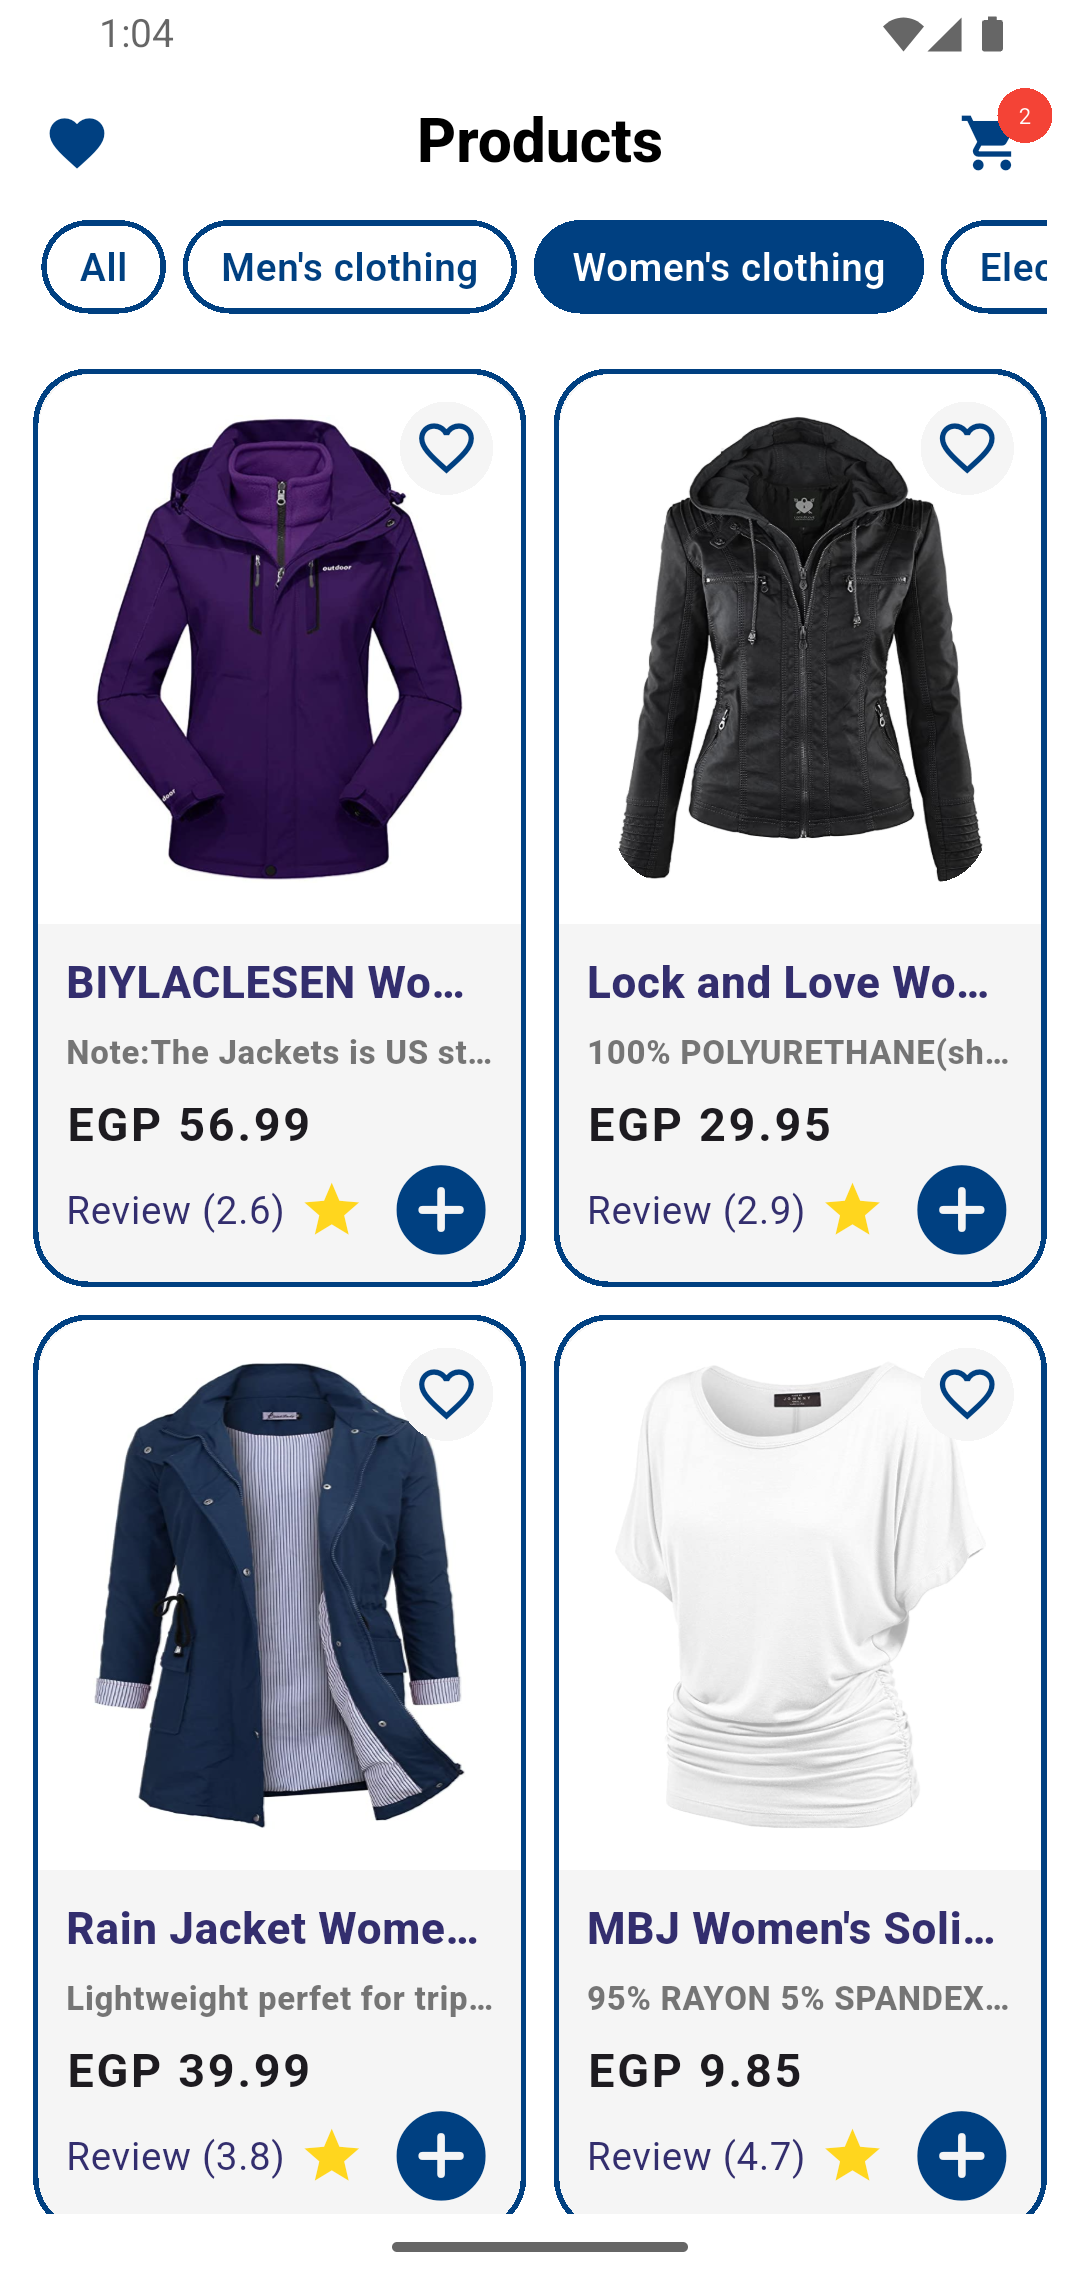 1:04
Products
2
All
Men's clothing
Women's clothing
Elec
outdoor
door
BIYLACLESEN Wo...
Note:The Jackets is US st...
EGP 56.99
Review (2.6)
Lock and Love Wo...
100% POLYURETHANE(sh...
EGP 29.95
Review (2.9)
Rain Jacket Wome...
Lightweight perfet for trip...
EGP 39.99
Review (3.8)
MBJ Women's Soli...
95% RAYON 5% SPANDEX...
EGP 9.85
Review (4.7)